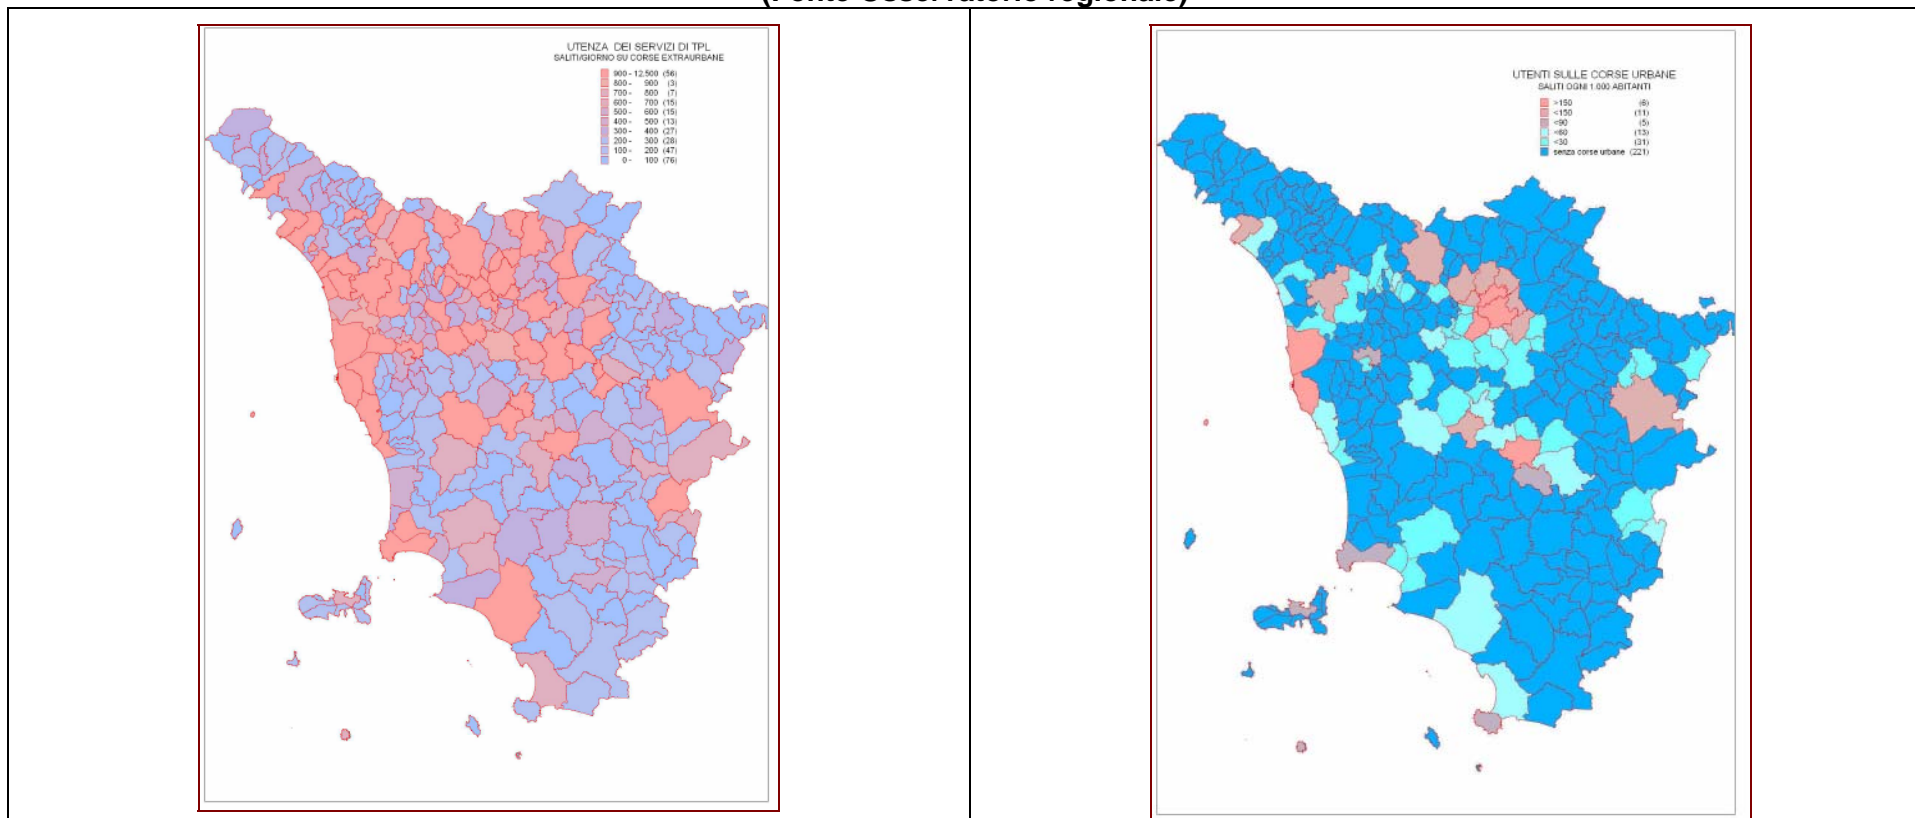 (Fonte Osservatorio regionale)
UTENZA DEI SERVIZI DI TPL
SALITI/GIORNO SU CORSE EXTRAURBANE
900 - 12.500 (56)
800 - 900 (3)
700 - 800 (7)
600 - 700 (15)
500 - 600 (15)
400 - 500 (13)
300 - 400 (27)
200 - 300 (28)
100 - 200 (47)
0 - 100 (76)
UTENTI SULLE CORSE URBANE
SALITI OGNI 1.000 ABITANTI
>150 (6)
<150 (11)
<90 (5)
<60 (13)
<30 (31)
senza corse urbane (221)